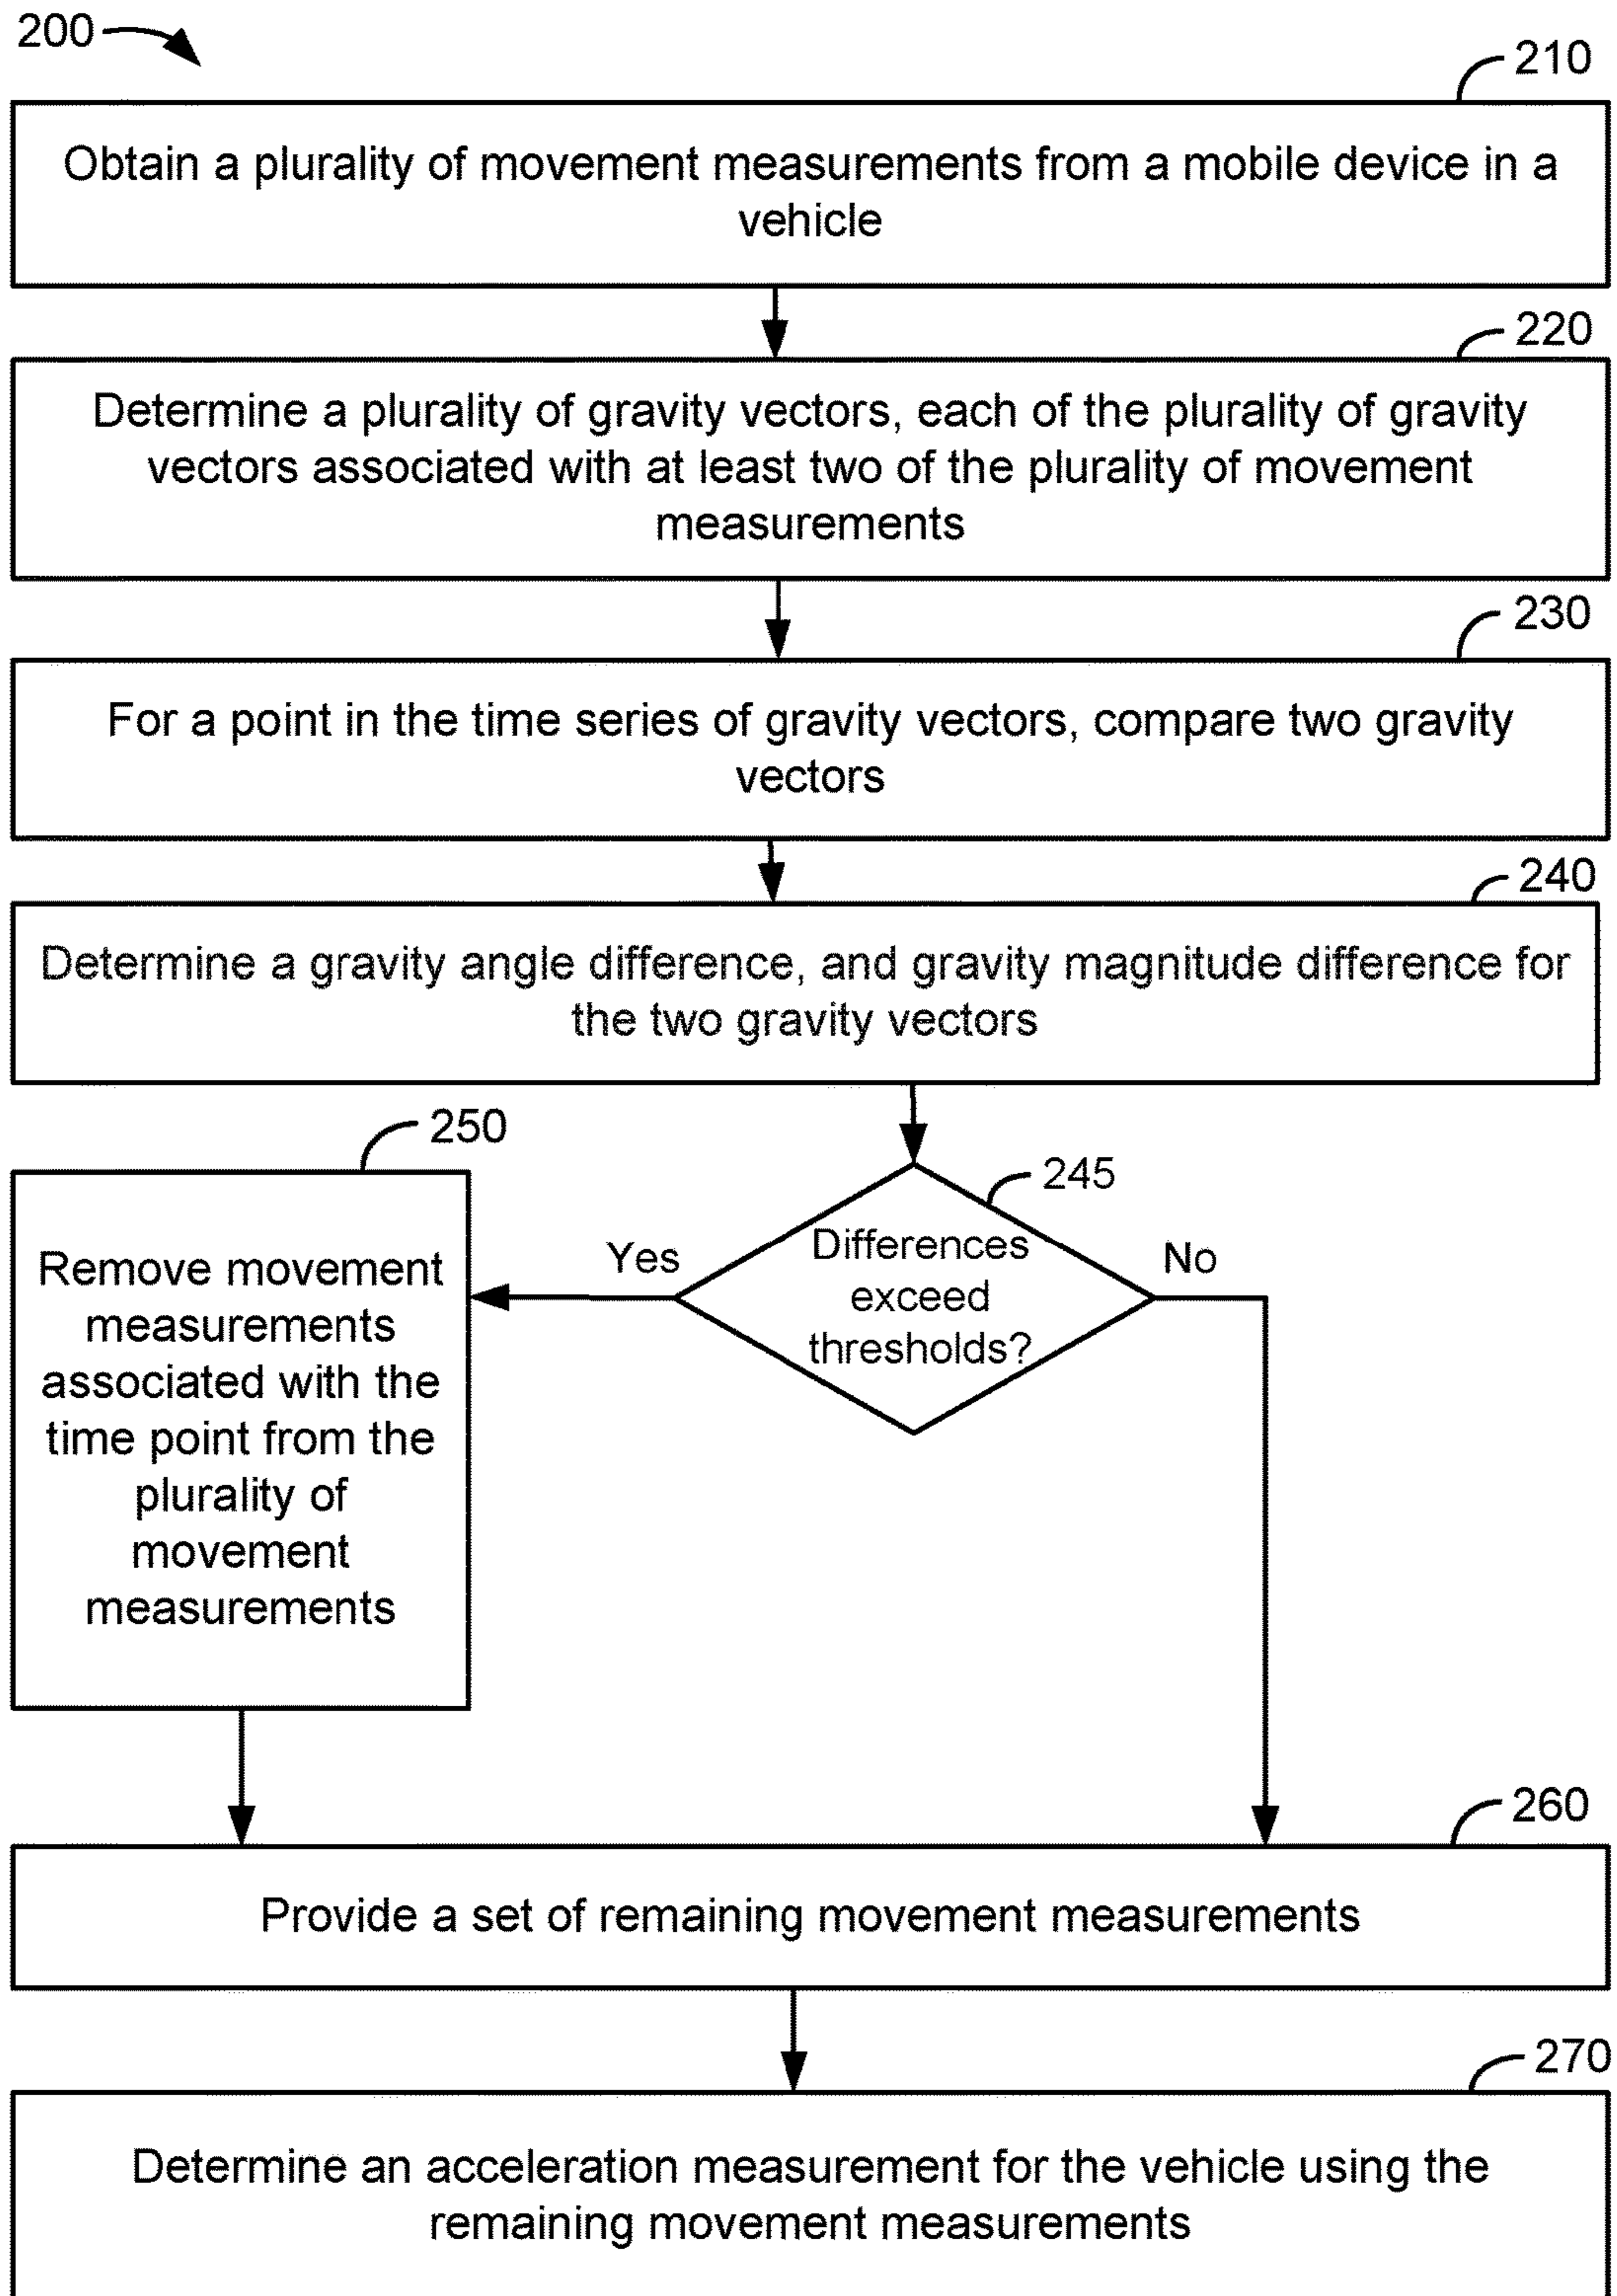 200
210
Obtain a plurality of movement measurements from a mobile device in a
vehicle
220
Determine a plurality of gravity vectors, each of the plurality of gravity
vectors associated with at least two of the plurality of movement
measurements
230
For a point in the time series of gravity vectors, compare two gravity
vectors
240
Determine a gravity angle difference, and gravity magnitude difference for
the two gravity vectors
245
Differences
exceed
thresholds?
Yes
No
250
Remove movement
measurements
associated with the
time point from the
plurality of
movement
measurements
260
Provide a set of remaining movement measurements
270
Determine an acceleration measurement for the vehicle using the
remaining movement measurements